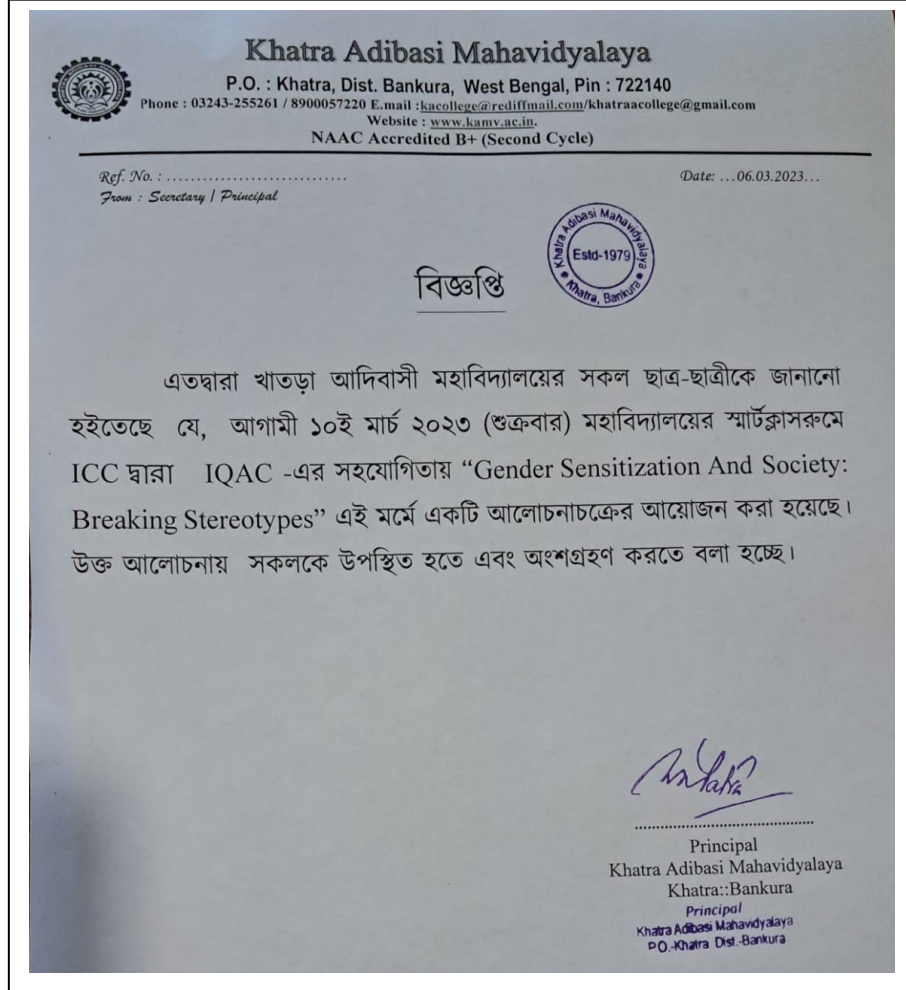 Khatra Adibasi Mahavidyalaya
P.O. : Khatra, Dist. Bankura, West Bengal, Pin : 722140
Phone : 03243-255261 / 8900057220 E.mail :kacollege@rediffmail.com/khatraacollege@gmail.com
Website : www.kamv.ac.in.
NAAC Accredited B+ (Second Cycle)
Ref. No. : ..............................
Date: ...06.03.2023...
From : Secretary / Principal
Khatra Adibasi Mahavidyalaya
Estd-1979
Khatra, Bankura
বিজ্ঞপ্তি
এতদ্বারা খাতড়া আদিবাসী মহাবিদ্যালয়ের সকল ছাত্র-ছাত্রীকে জানানো
হইতেছে যে, আগামী ১০ই মার্চ ২০২৩ (শুক্রবার) মহাবিদ্যালয়ের স্মার্টক্লাসরুমে
ICC দ্বারা IQAC -এর সহযোগিতায় “Gender Sensitization And Society:
Breaking Stereotypes” এই মর্মে একটি আলোচনাচক্রের আয়োজন করা হয়েছে।
উক্ত আলোচনায় সকলকে উপস্থিত হতে এবং অংশগ্রহণ করতে বলা হচ্ছে।
Principal
Khatra Adibasi Mahavidyalaya
Khatra::Bankura
Principal
Khatra Adibasi Mahavidyalaya
PO.-Khatra Dist.-Bankura